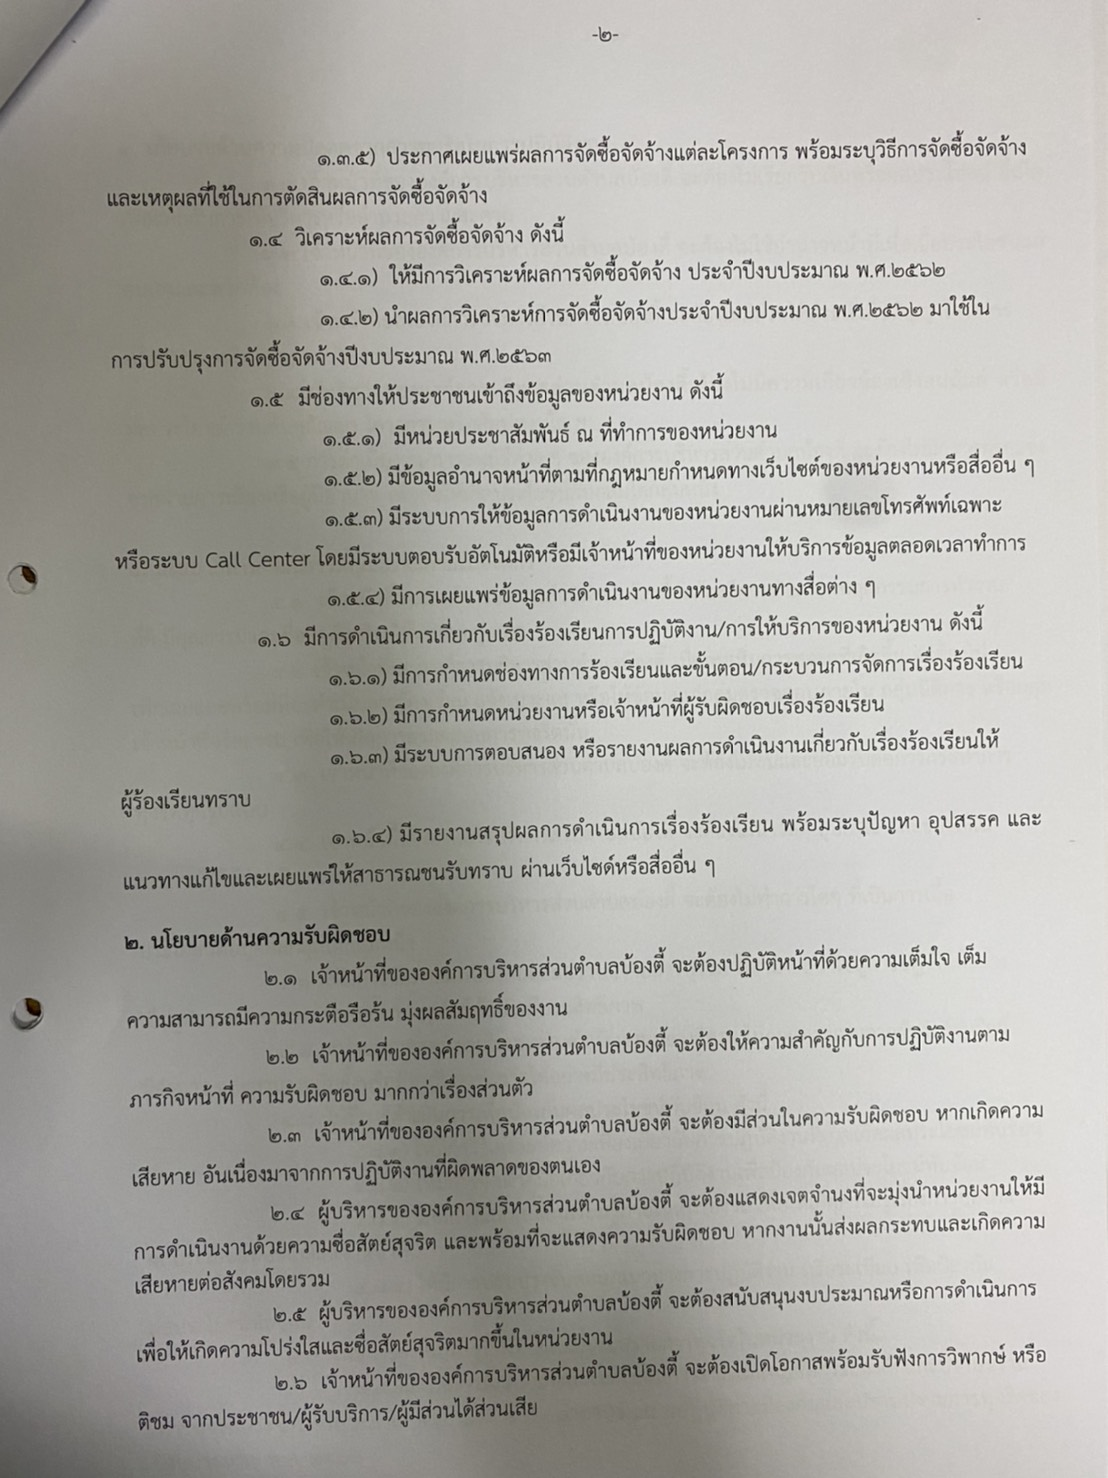 -๒-
๑.๓.๕) ประกาศเผยแพร่ผลการจัดซื้อจัดจ้างแต่ละโครงการ พร้อมระบุวิธีการจัดซื้อจัดจ้าง
และเหตุผลที่ใช้ในการตัดสินผลการจัดซื้อจัดจ้าง
๑.๔ วิเคราะห์ผลการจัดซื้อจัดจ้าง ดังนี้
๑.๔.๑) ให้มีการวิเคราะห์ผลการจัดซื้อจัดจ้าง ประจำปีงบประมาณ พ.ศ.๒๕๖๒
๑.๔.๒) นำผลการวิเคราะห์การจัดซื้อจัดจ้างประจำปีงบประมาณ พ.ศ.๒๕๖๒ มาใช้ใน
การปรับปรุงการจัดซื้อจัดจ้างปีงบประมาณ พ.ศ.๒๕๖๓
๑.๕ มีช่องทางให้ประชาชนเข้าถึงข้อมูลของหน่วยงาน ดังนี้
๑.๕.๑) มีหน่วยประชาสัมพันธ์ ณ ที่ทำการของหน่วยงาน
๑.๕.๒) มีข้อมูลอำนาจหน้าที่ตามที่กฎหมายกำหนดทางเว็บไซต์ของหน่วยงานหรือสื่ออื่น ๆ
๑.๕.๓) มีระบบการให้ข้อมูลการดำเนินงานของหน่วยงานผ่านหมายเลขโทรศัพท์เฉพาะ
หรือระบบ Call Center โดยมีระบบตอบรับอัตโนมัติหรือมีเจ้าหน้าที่ของหน่วยงานให้บริการข้อมูลตลอดเวลาทำการ
๑.๕.๔) มีการเผยแพร่ข้อมูลการดำเนินงานของหน่วยงานทางสื่อต่าง ๆ
๑.๖ มีการดำเนินการเกี่ยวกับเรื่องร้องเรียนการปฏิบัติงาน/การให้บริการของหน่วยงาน ดังนี้
๑.๖.๑) มีการกำหนดช่องทางการร้องเรียนและขั้นตอน/กระบวนการจัดการเรื่องร้องเรียน
๑.๖.๒) มีการกำหนดหน่วยงานหรือเจ้าหน้าที่ผู้รับผิดชอบเรื่องร้องเรียน
๑.๖.๓) มีระบบการตอบสนอง หรือรายงานผลการดำเนินงานเกี่ยวกับเรื่องร้องเรียนให้
ผู้ร้องเรียนทราบ
๑.๖.๔) มีรายงานสรุปผลการดำเนินการเรื่องร้องเรียน พร้อมระบุปัญหา อุปสรรค และ
แนวทางแก้ไขและเผยแพร่ให้สาธารณชนรับทราบ ผ่านเว็บไซด์หรือสื่ออื่น ๆ
๒. นโยบายด้านความรับผิดชอบ
๒.๑ เจ้าหน้าที่ขององค์การบริหารส่วนตำบลบ้องตี้ จะต้องปฏิบัติหน้าที่ด้วยความเต็มใจ เต็ม
ความสามารถมีความกระตือรือร้น มุ่งผลสัมฤทธิ์ของงาน
๒.๒ เจ้าหน้าที่ขององค์การบริหารส่วนตำบลบ้องตี้ จะต้องให้ความสำคัญกับการปฏิบัติงานตาม
ภารกิจหน้าที่ ความรับผิดชอบ มากกว่าเรื่องส่วนตัว
๒.๓ เจ้าหน้าที่ขององค์การบริหารส่วนตำบลบ้องตี้ จะต้องมีส่วนในความรับผิดชอบ หากเกิดความ
เสียหาย อันเนื่องมาจากการปฏิบัติงานที่ผิดพลาดของตนเอง
๒.๔ ผู้บริหารขององค์การบริหารส่วนตำบลบ้องตี้ จะต้องแสดงเจตจำนงที่จะมุ่งนำหน่วยงานให้มี
การดำเนินงานด้วยความซื่อสัตย์สุจริต และพร้อมที่จะแสดงความรับผิดชอบ หากงานนั้นส่งผลกระทบและเกิดความ
เสียหายต่อสังคมโดยรวม
๒.๕ ผู้บริหารขององค์การบริหารส่วนตำบลบ้องตี้ จะต้องสนับสนุนงบประมาณหรือการดำเนินการ
เพื่อให้เกิดความโปร่งใสและซื่อสัตย์สุจริตมากขึ้นในหน่วยงาน
๒.๖ เจ้าหน้าที่ขององค์การบริหารส่วนตำบลบ้องตี้ จะต้องเปิดโอกาสพร้อมรับฟังการวิพากษ์ หรือ
ติชม จากประชาชน/ผู้รับบริการ/ผู้มีส่วนได้ส่วนเสีย